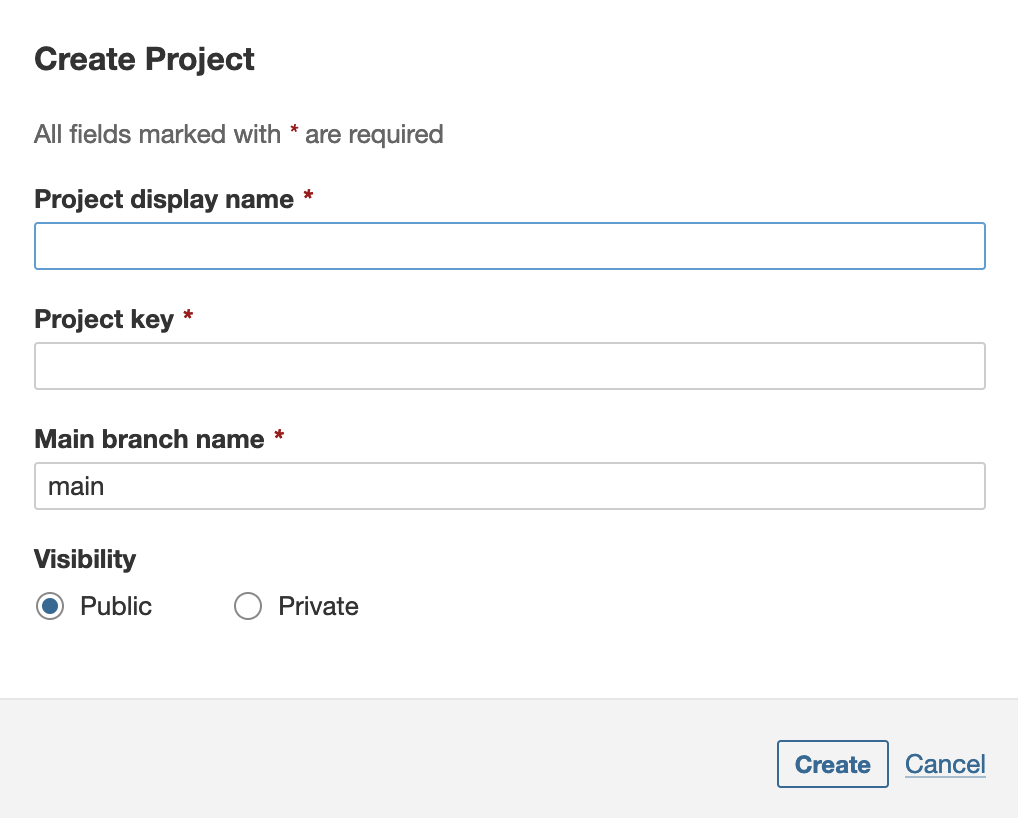 Create Project
All fields marked with * are required
Project display name *
Project key *
Main branch name *
main
Visibility
Public Private
Create Cancel